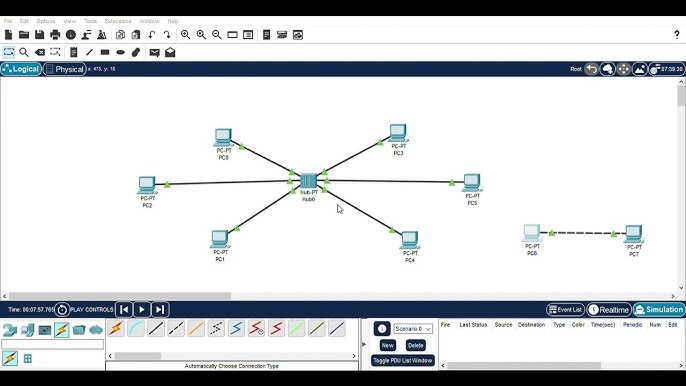 File Edit Options View Tools Extensions Window Help
Logical Physical x: 473, y: 18 Root 07:39:30
PC-PT
PC0
PC-PT
PC3
PC-PT
PC2
Hub-PT
Hub0
PC-PT
PC5
PC-PT
PC1
PC-PT
PC4
PC-PT
PC6
PC-PT
PC7
Time: 00:07:57.765 PLAY CONTROLS Event List Realtime Simulation
Scenario 0
New Delete
Toggle PDU List Window
Fire Last Status Source Destination Type Color Time(sec) Periodic Num Edit
Automatically Choose Connection Type